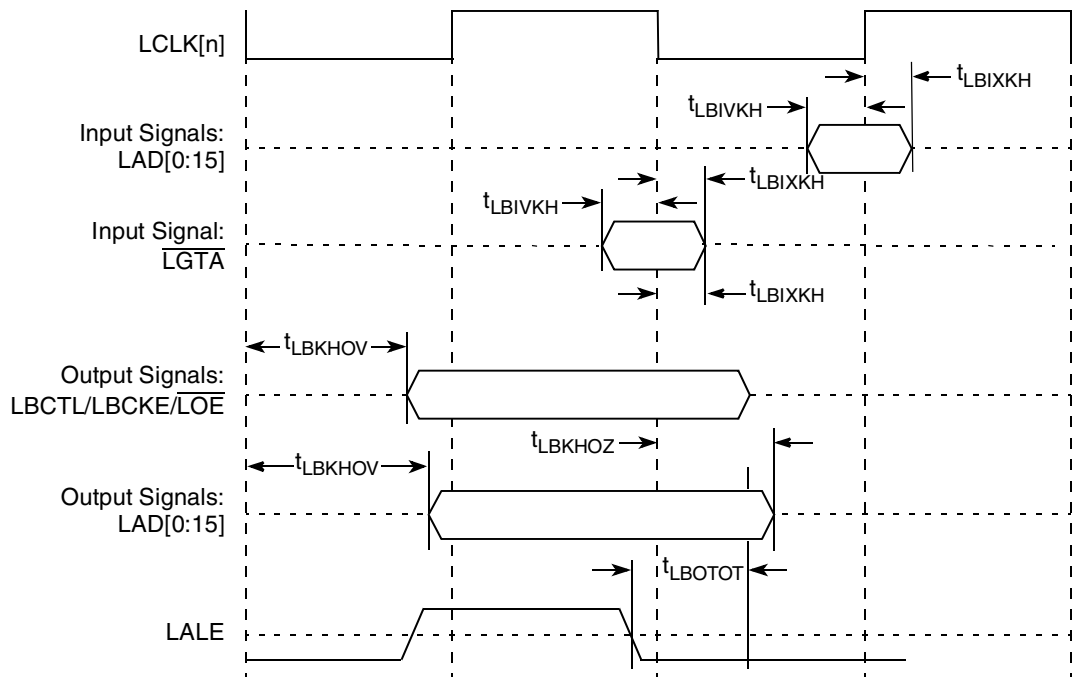 LCLK[n]
tLBIXKH
tLBIVKH
Input Signals:
LAD[0:15]
tLBIXKH
tLBIVKH
Input Signal:
LGTA
tLBIXKH
tLBKHOV
Output Signals:
LBCTL/LBCKE/LOE
tLBKHOZ
tLBKHOV
Output Signals:
LAD[0:15]
tLBOTOT
LALE